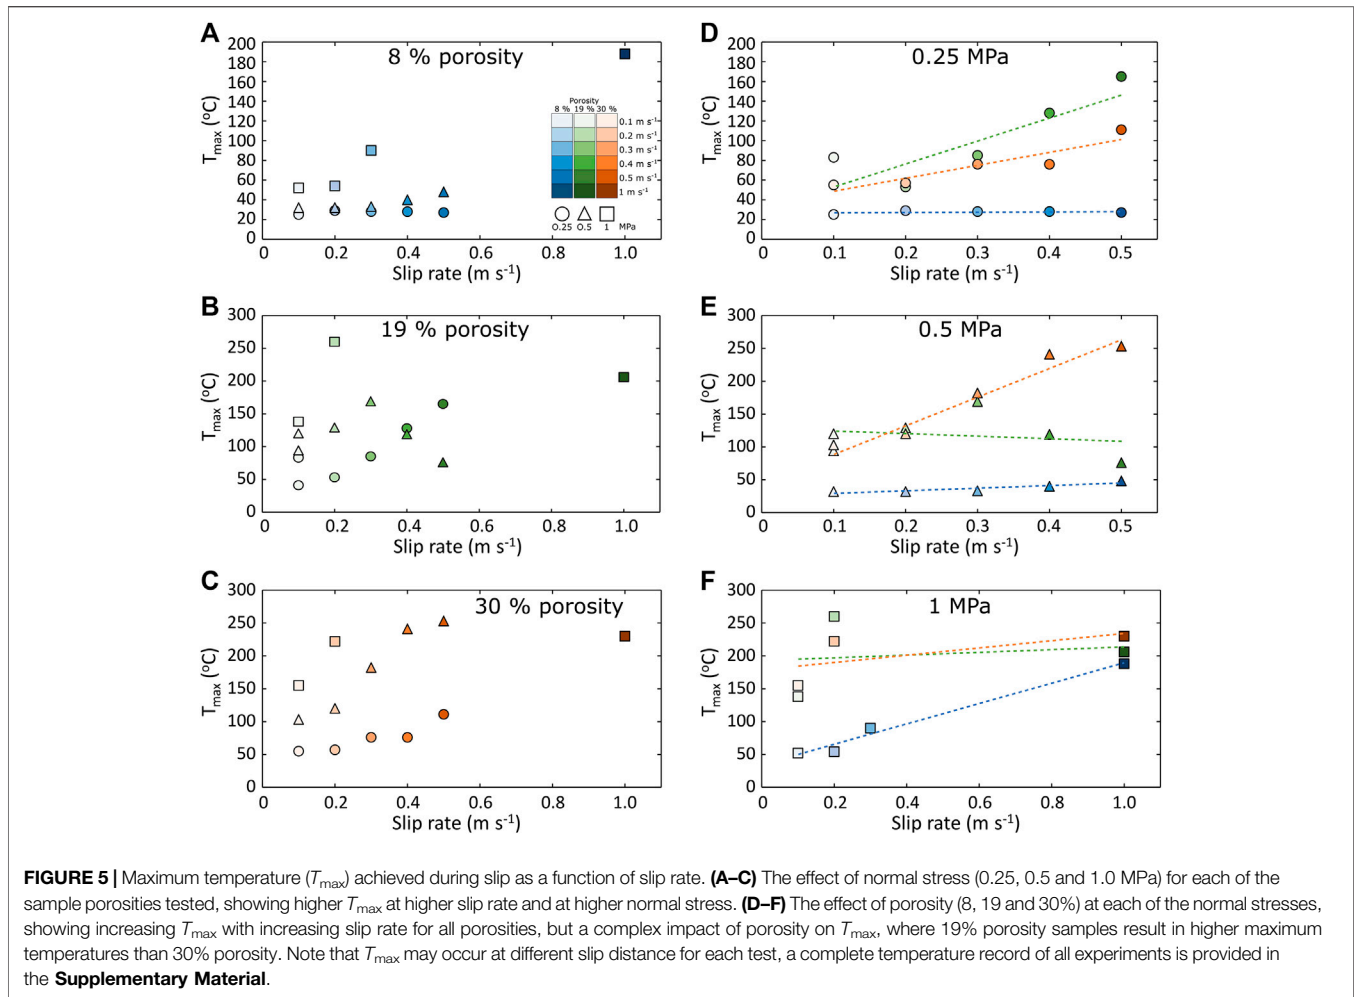 A
8 % porosity
200
180
160
140
120
100
80
60
40
20
0
Tmax (oC)
0 0.2 0.4 0.6 0.8 1.0
Slip rate (m s-1)
Porosity
8 % 19 % 30 %
0.1 m s-1
0.2 m s-1
0.3 m s-1
0.4 m s-1
0.5 m s-1
1 m s-1
0.25 0.5 1 MPa
D
0.25 MPa
200
180
160
140
120
100
80
60
40
20
0
Tmax (oC)
0 0.1 0.2 0.3 0.4 0.5
Slip rate (m s-1)
B
19 % porosity
300
250
200
150
100
50
0
Tmax (oC)
0 0.2 0.4 0.6 0.8 1.0
Slip rate (m s-1)
E
0.5 MPa
300
250
200
150
100
50
0
Tmax (oC)
0 0.1 0.2 0.3 0.4 0.5
Slip rate (m s-1)
C
30 % porosity
300
250
200
150
100
50
0
Tmax (oC)
0 0.2 0.4 0.6 0.8 1.0
Slip rate (m s-1)
F
1 MPa
300
250
200
150
100
50
0
Tmax (oC)
0 0.2 0.4 0.6 0.8 1.0
Slip rate (m s-1)
FIGURE 5 | Maximum temperature (Tmax) achieved during slip as a function of slip rate. (A–C) The effect of normal stress (0.25, 0.5 and 1.0 MPa) for each of the
sample porosities tested, showing higher Tmax at higher slip rate and at higher normal stress. (D–F) The effect of porosity (8, 19 and 30%) at each of the normal stresses,
showing increasing Tmax with increasing slip rate for all porosities, but a complex impact of porosity on Tmax, where 19% porosity samples result in higher maximum
temperatures than 30% porosity. Note that Tmax may occur at different slip distance for each test, a complete temperature record of all experiments is provided in
the Supplementary Material.